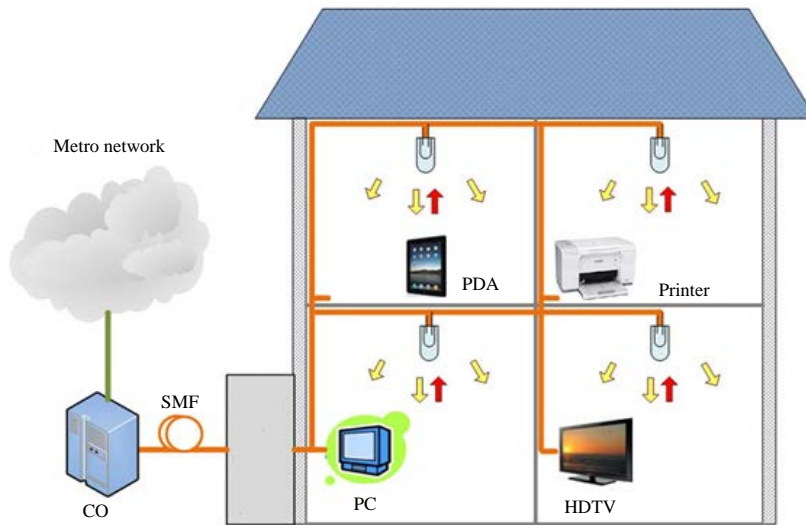 Metro network
PDA
Printer
SMF
CO
PC
HDTV